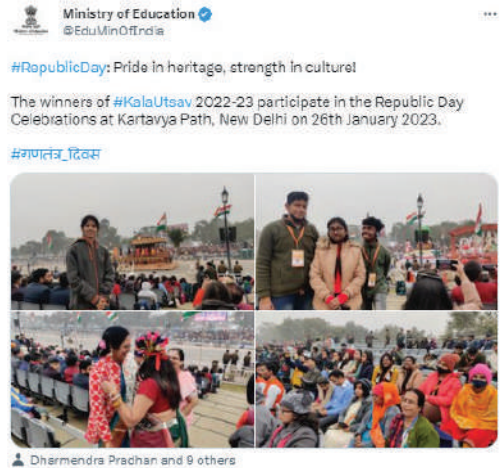 Ministry of Education
@EduMinOfIndia
#RepublicDay: Pride in heritage, strength in culture!
The winners of #KalaUtsav 2022-23 participate in the Republic Day
Celebrations at Kartavya Path, New Delhi on 26th January 2023.
#गणतंत्र_दिवस
Dharmendra Pradhan and 9 others